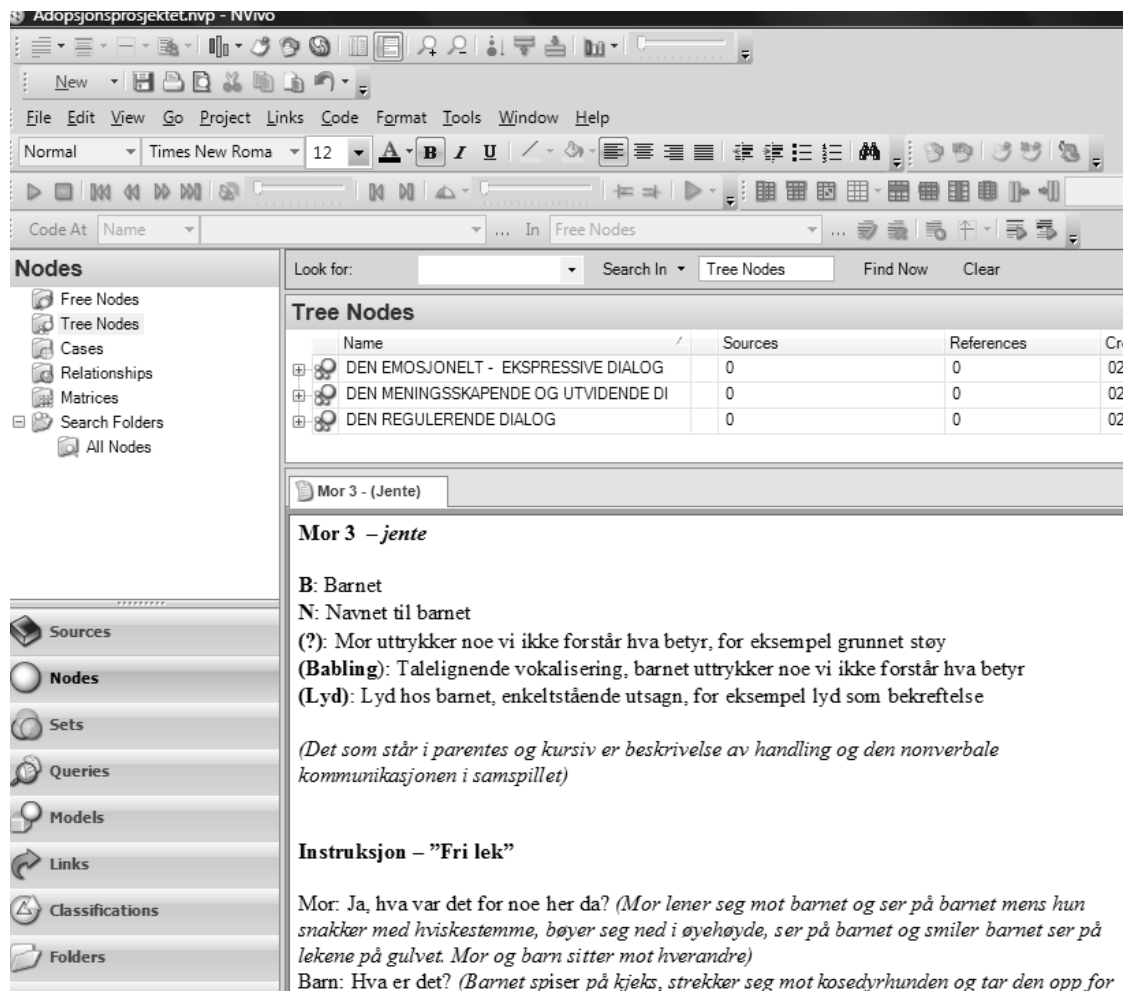 Adopsjonsprosjektet.nvp - NVivo
New
File Edit View Go Project Links Code Format Tools Window Help
Normal Times New Roma 12 A B I U
Code At Name ... In Free Nodes ...
Nodes
Free Nodes
Tree Nodes
Cases
Relationships
Matrices
Search Folders
All Nodes
Sources
Nodes
Sets
Queries
Models
Links
Classifications
Folders
Look for: Search In Tree Nodes Find Now Clear
Tree Nodes
Name Sources References Cr
DEN EMOSJONELT - EKSPRESSIVE DIALOG 0 0 02
DEN MENINGSSKAPENDE OG UTVIDENDE DI 0 0 02
DEN REGULERENDE DIALOG 0 0 02
Mor 3 - (Jente)
Mor 3 – jente
B: Barnet
N: Navnet til barnet
(?): Mor uttrykker noe vi ikke forstår hva betyr, for eksempel grunnet støy
(Babling): Talelignende vokalisering, barnet uttrykker noe vi ikke forstår hva betyr
(Lyd): Lyd hos barnet, enkeltstående utsagn, for eksempel lyd som bekreftelse
(Det som står i parentes og kursiv er beskrivelse av handling og den nonverbale
kommunikasjonen i samspillet)
Instruksjon – ”Fri lek”
Mor: Ja, hva var det for noe her da? (Mor lener seg mot barnet og ser på barnet mens hun
snakker med hviskestemme, bøyer seg ned i øyehøyde, ser på barnet og smiler barnet ser på
lekene på gulvet. Mor og barn sitter mot hverandre)
Barn: Hva er det? (Barnet spiser på kjeks, strekker seg mot kosedyrhunden og tar den opp for